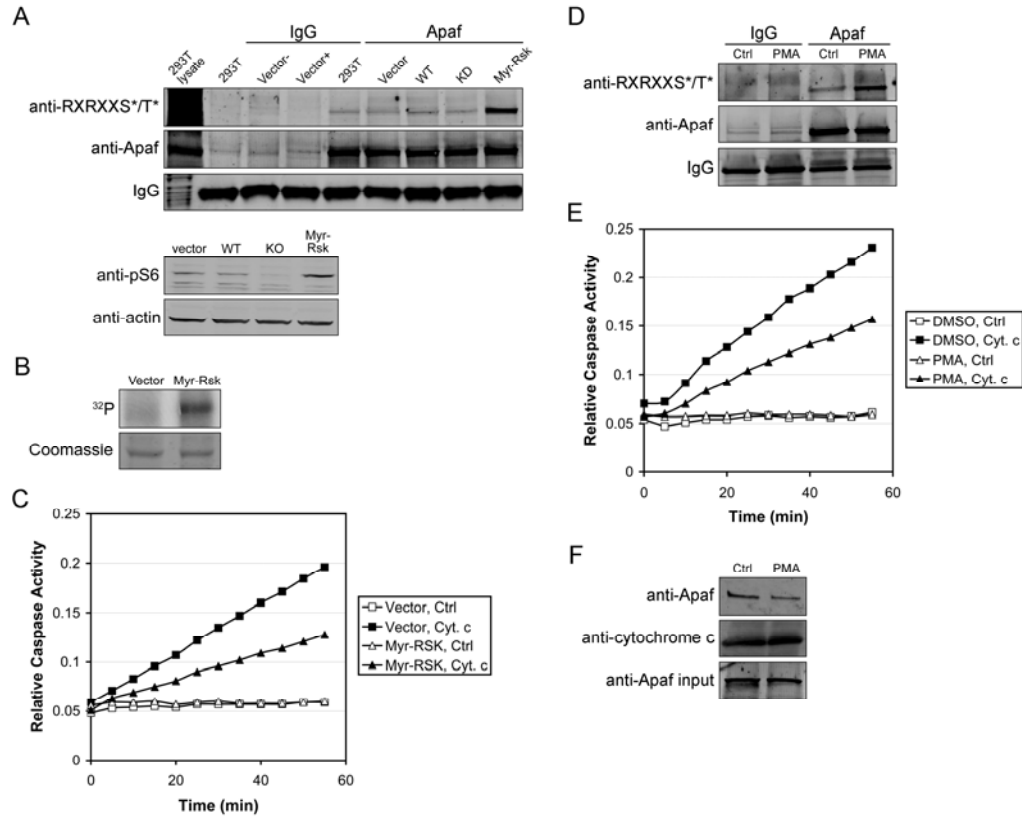 A
IgG Apaf
293T lysate 293T Vector- Vector+ 293T Vector WT KD Myr-Rsk
anti-RXRXXS*/T*
anti-Apaf
IgG
vector WT KO Myr-Rsk
anti-pS6
anti-actin
B
Vector Myr-Rsk
32P
Coomassie
C
0.25
0.2
0.15
0.1
0.05
0
Relative Caspase Activity
0 20 40 60
Time (min)
Vector, Ctrl
Vector, Cyt. c
Myr-RSK, Ctrl
Myr-RSK, Cyt. c
D
IgG Apaf
Ctrl PMA Ctrl PMA
anti-RXRXXS*/T*
anti-Apaf
IgG
E
0.25
0.2
0.15
0.1
0.05
0
Relative Caspase Activity
0 20 40 60
Time (min)
DMSO, Ctrl
DMSO, Cyt. c
PMA, Ctrl
PMA, Cyt. c
F
Ctrl PMA
anti-Apaf
anti-cytochrome c
anti-Apaf input